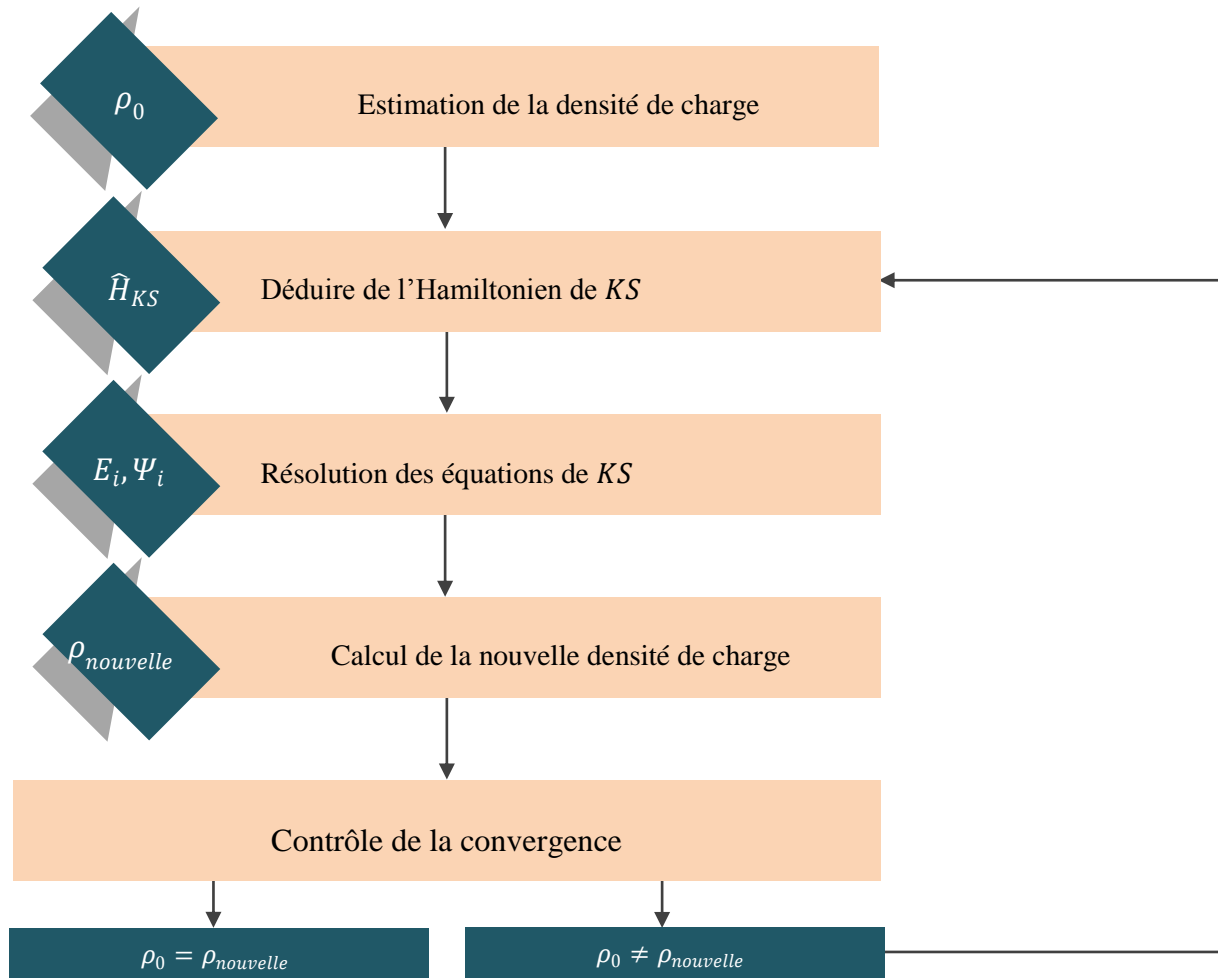 ρ₀ Estimation de la densité de charge
Ĥ_KS Déduire de l’Hamiltonien de KS
E_i, Ψ_i Résolution des équations de KS
ρ_nouvelle Calcul de la nouvelle densité de charge
Contrôle de la convergence
ρ₀ = ρ_nouvelle
ρ₀ ≠ ρ_nouvelle